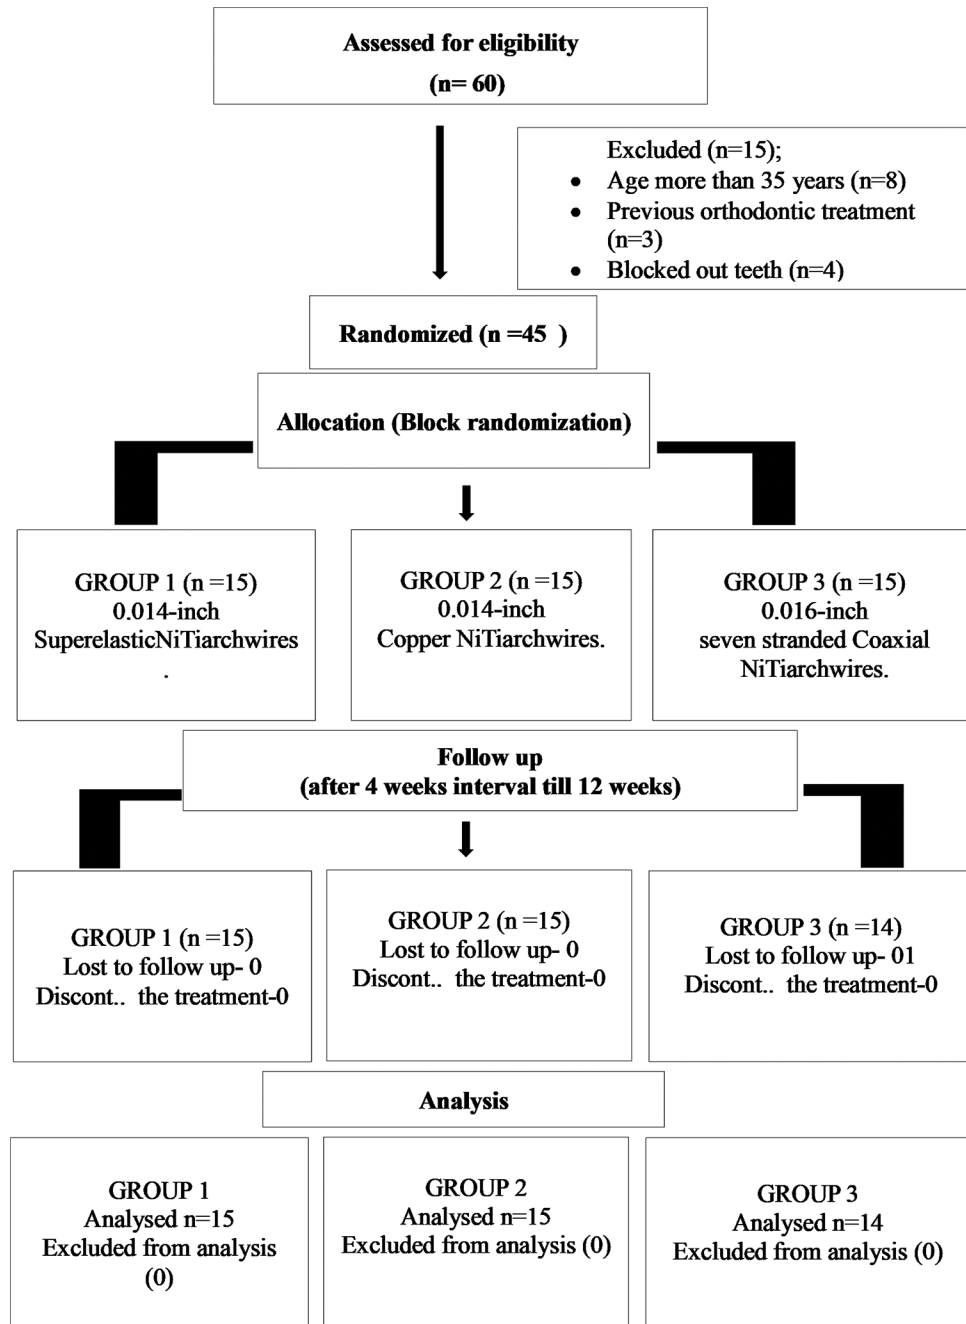 Assessed for eligibility
(n= 60)
Excluded (n=15);
• Age more than 35 years (n=8)
• Previous orthodontic treatment
(n=3)
• Blocked out teeth (n=4)
Randomized (n =45 )
Allocation (Block randomization)
GROUP 1 (n =15)
0.014-inch
SuperelasticNiTiarchwires
.
GROUP 2 (n =15)
0.014-inch
Copper NiTiarchwires.
GROUP 3 (n =15)
0.016-inch
seven stranded Coaxial
NiTiarchwires.
Follow up
(after 4 weeks interval till 12 weeks)
GROUP 1 (n =15)
Lost to follow up- 0
Discont.. the treatment-0
GROUP 2 (n =15)
Lost to follow up- 0
Discont.. the treatment-0
GROUP 3 (n =14)
Lost to follow up- 01
Discont.. the treatment-0
Analysis
GROUP 1
Analysed n=15
Excluded from analysis
(0)
GROUP 2
Analysed n=15
Excluded from analysis (0)
GROUP 3
Analysed n=14
Excluded from analysis (0)